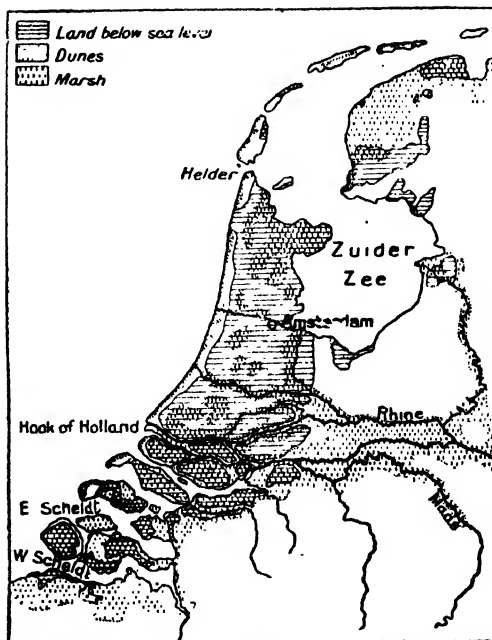 Land below sea level
Dunes
Marsh
Helder
Zuider
Zee
Amsterdam
Rhine
Hook of Holland
Maas
E Scheldt
W Scheldt